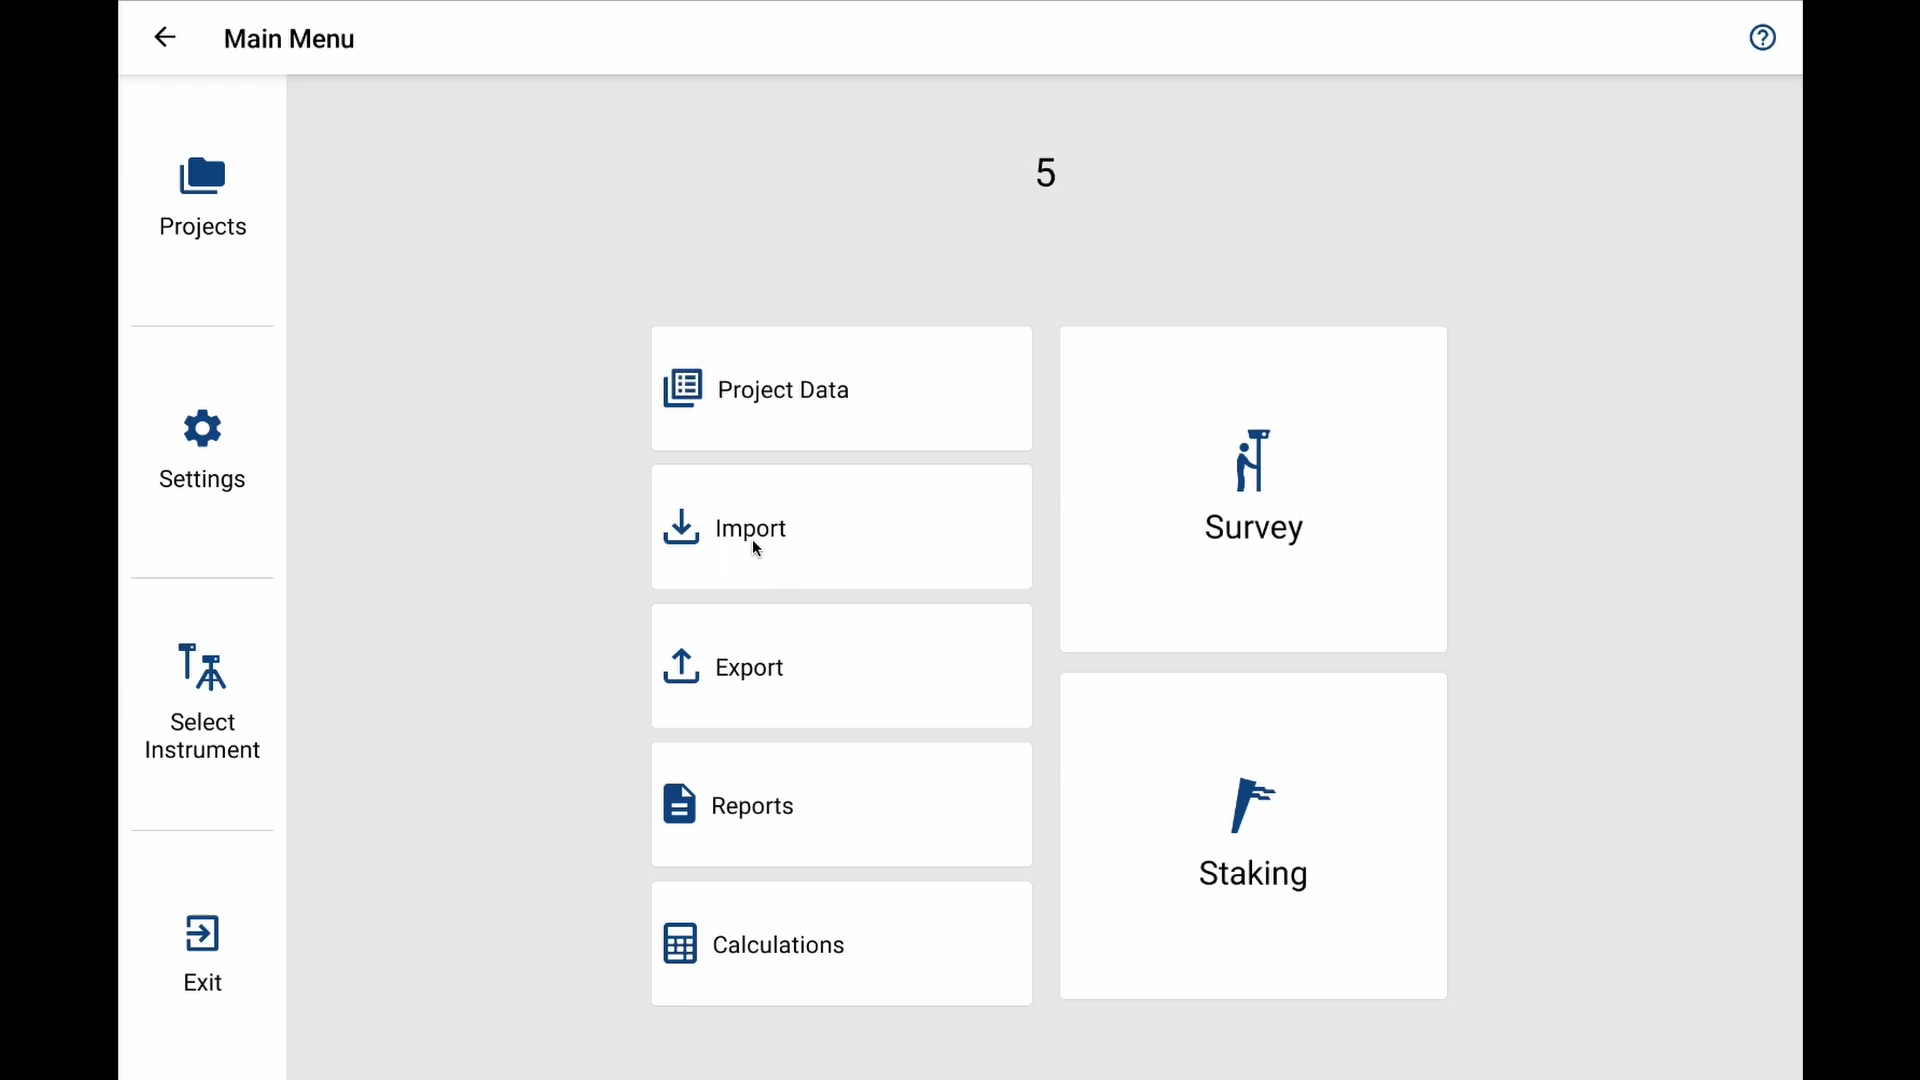 Main Menu
5
Projects
Settings
Select
Instrument
Exit
Project Data
Import
Export
Reports
Calculations
Survey
Staking